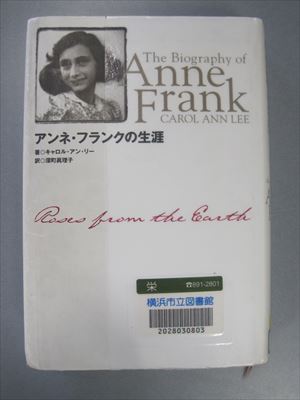 The Biography of
Anne
Frank
CAROL ANN LEE
アンネ・フランクの生涯
著○キャロル・アン・リー
訳○深町眞理子
Roses from the Earth
栄 ☎891-2801
横浜市立図書館
2028030803